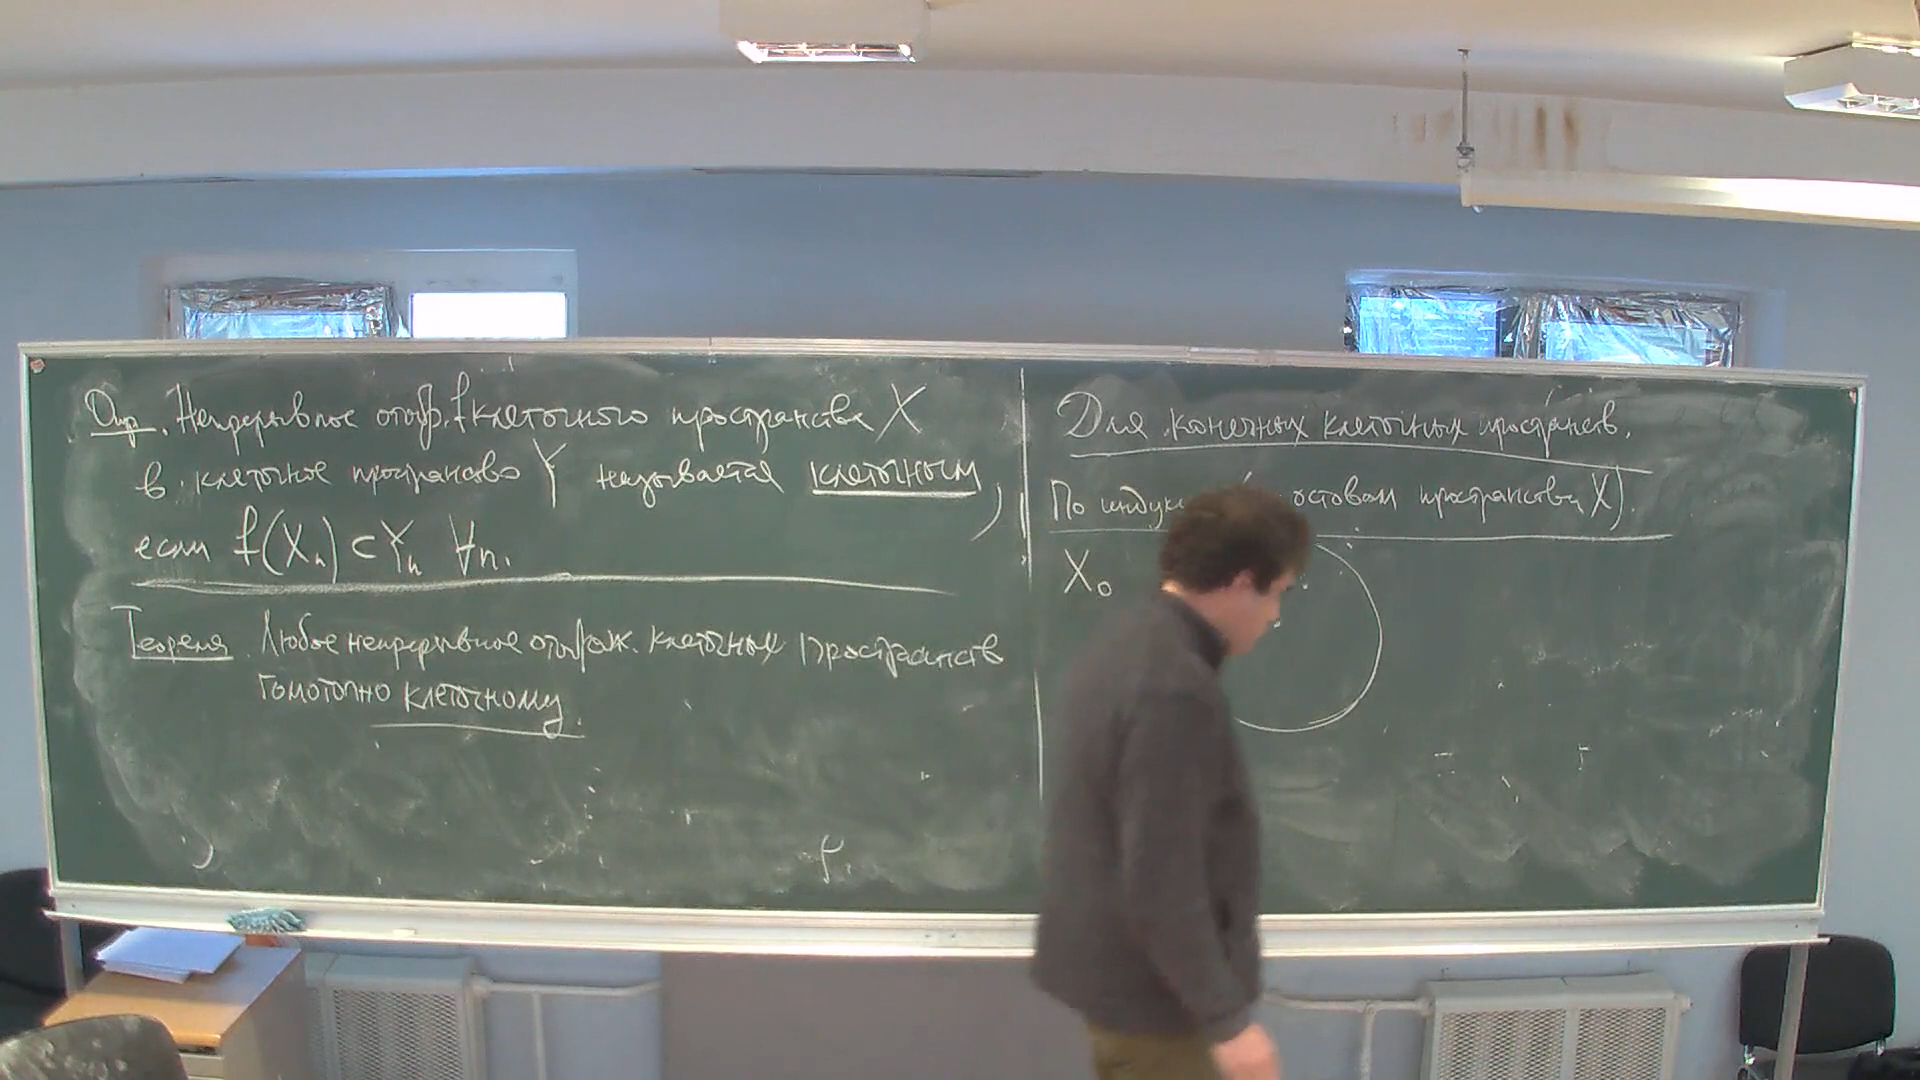 Опр. Непрерывное отобр. f клеточного пространства X
в клеточное пространство Y называется клеточным,
если f(Xₙ) ⊂ Yₙ ∀n.
Теорема. Любое непрерывное отображ. клеточных пространств
гомотопно клеточному.
Для конечных клеточных пространств.
По остовам пространства X).
X₀